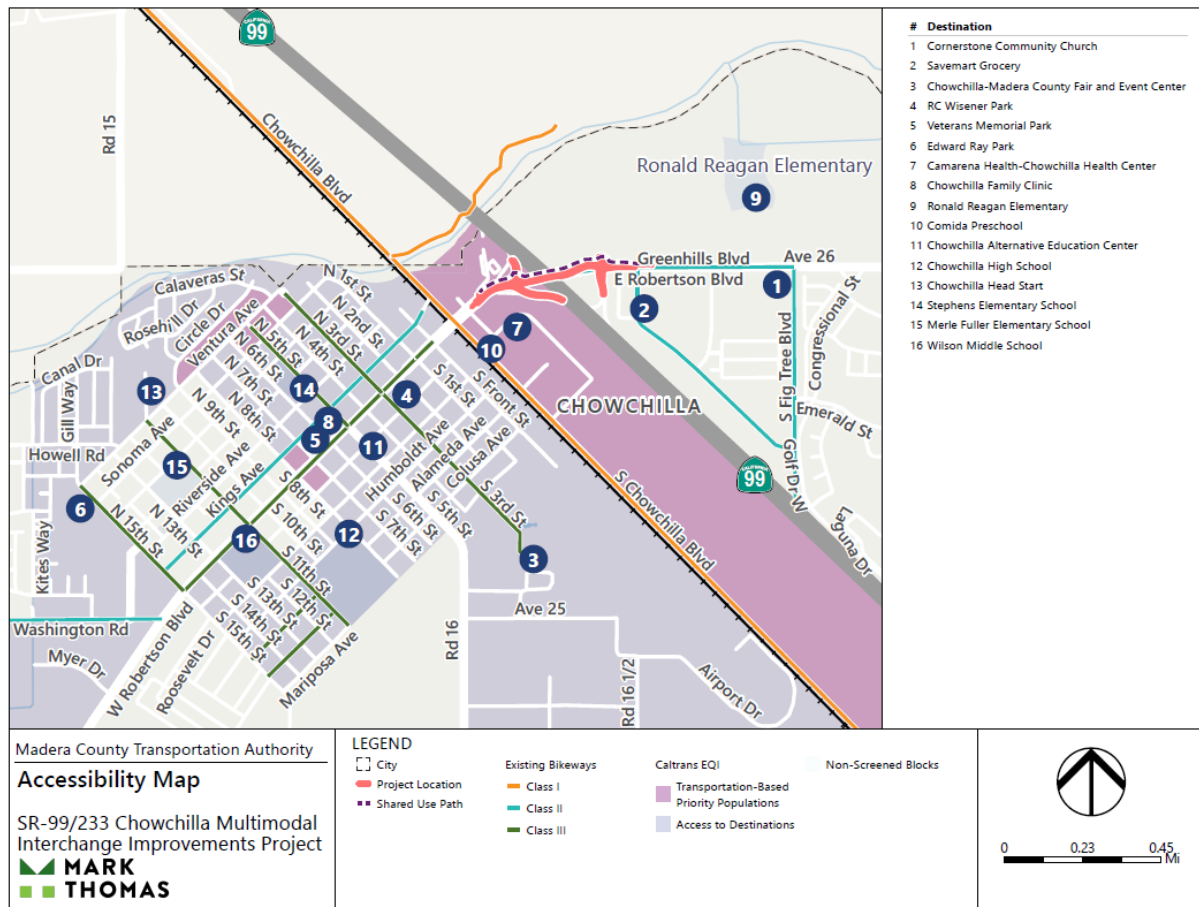 CALIFORNIA
99
Rd 15
Chowchilla Blvd
Ronald Reagan Elementary
9
Greenhills Blvd
Ave 26
E Robertson Blvd
1
2
Calaveras St
N 1st St
Rosehill Dr
N 2nd St
Circle Dr
N 3rd St
Ventura Ave
N 4th St
N 5th St
N 6th St
N 7th St
N 8th St
N 9th St
Canal Dr
Gill Way
13
14
7
10
S 1st St
S Front St
4
8
5
11
CHOWCHILLA
S Fig Tree Blvd
Congressional St
Emerald St
Howell Rd
Sonoma Ave
15
Riverside Ave
Kings Ave
Humboldt Ave
Alameda Ave
Colusa Ave
6
N 15th St
N 13th St
Kites Way
S 8th St
S 10th St
S 5th St
S 6th St
S 7th St
S 3rd St
S Chowchilla Blvd
CALIFORNIA
99
Golf Dr W
Laguna Dr
16
12
3
S 11th St
S 12th St
S 13th St
S 14th St
S 15th St
Ave 25
Washington Rd
Myer Dr
W Robertson Blvd
Roosevelt Dr
Mariposa Ave
Rd 16
Rd 16 1/2
Airport Dr
# Destination
1 Cornerstone Community Church
2 Savemart Grocery
3 Chowchilla-Madera County Fair and Event Center
4 RC Wisener Park
5 Veterans Memorial Park
6 Edward Ray Park
7 Camarena Health-Chowchilla Health Center
8 Chowchilla Family Clinic
9 Ronald Reagan Elementary
10 Comida Preschool
11 Chowchilla Alternative Education Center
12 Chowchilla High School
13 Chowchilla Head Start
14 Stephens Elementary School
15 Merle Fuller Elementary School
16 Wilson Middle School
Madera County Transportation Authority
Accessibility Map
SR-99/233 Chowchilla Multimodal
Interchange Improvements Project
MARK
THOMAS
LEGEND
City
Project Location
Shared Use Path
Existing Bikeways
Class I
Class II
Class III
Caltrans EQI
Transportation-Based
Priority Populations
Access to Destinations
Non-Screened Blocks
0 0.23 0.45
Mi